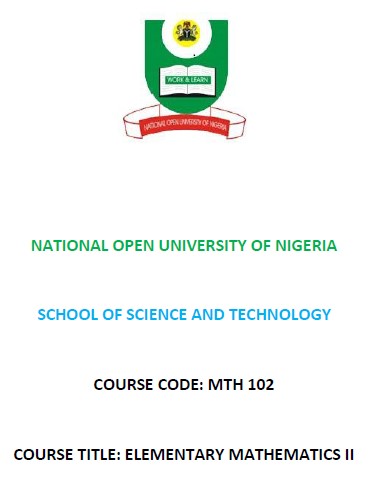 WORK & LEARN
NATIONAL OPEN UNIVERSITY OF NIGERIA
NATIONAL OPEN UNIVERSITY OF NIGERIA
SCHOOL OF SCIENCE AND TECHNOLOGY
COURSE CODE: MTH 102
COURSE TITLE: ELEMENTARY MATHEMATICS II